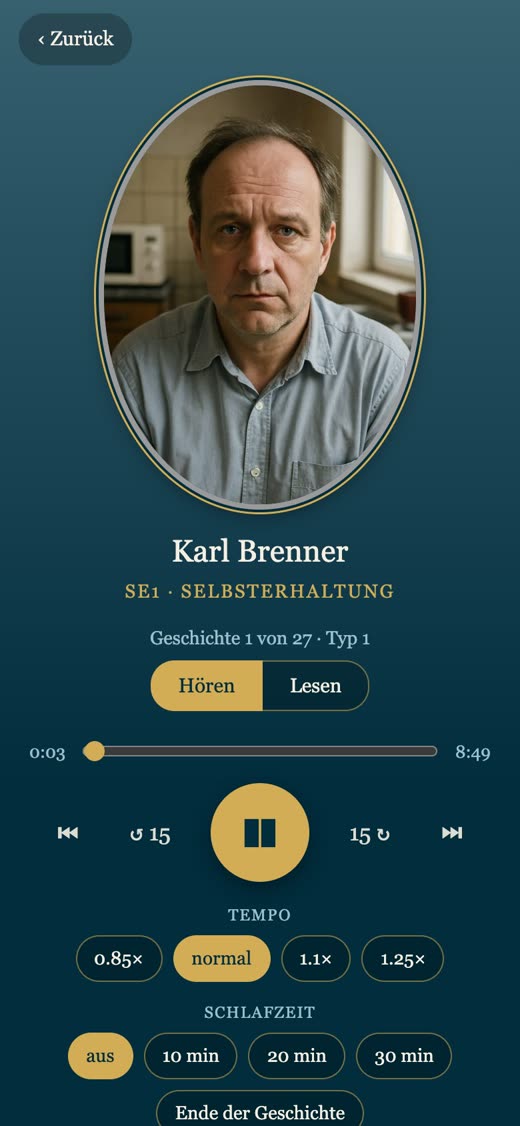 ‹ Zurück
Karl Brenner
SE1 · SELBSTERHALTUNG
Geschichte 1 von 27 · Typ 1
Hören Lesen
0:03 8:49
⏮ ↺ 15 15 ↻ ⏭
TEMPO
0.85× normal 1.1× 1.25×
SCHLAFZEIT
aus 10 min 20 min 30 min
Ende der Geschichte